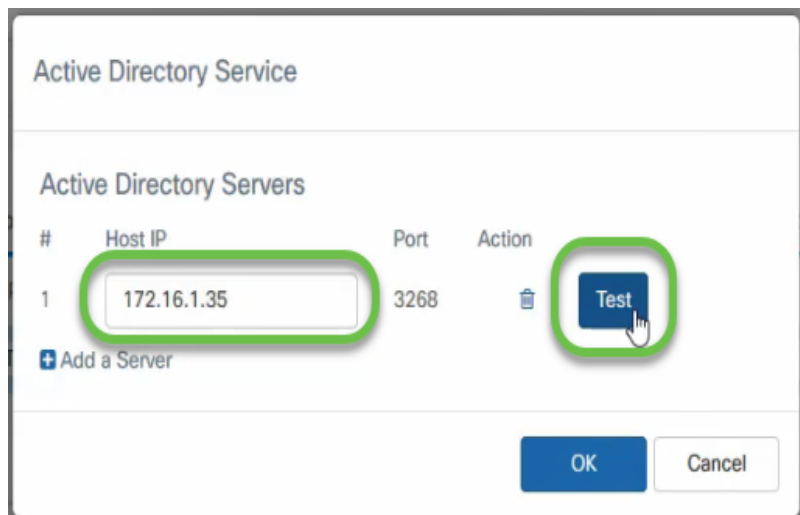 Active Directory Service
Active Directory Servers
# Host IP Port Action
1 172.16.1.35 3268 Test
Add a Server
OK Cancel